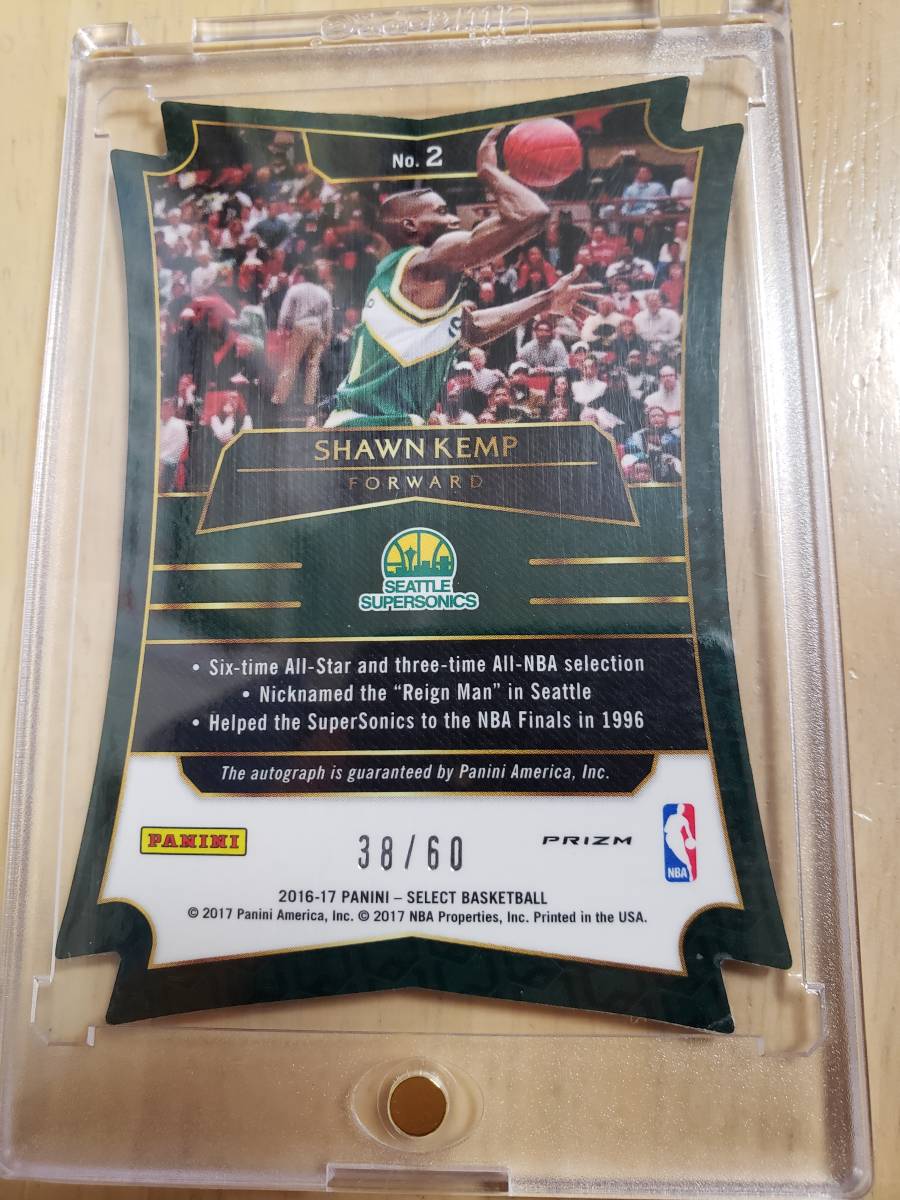 ultra PRO
No. 2
SHAWN KEMP
FORWARD
SEATTLE
SUPERSONICS
• Six-time All-Star and three-time All-NBA selection
• Nicknamed the “Reign Man” in Seattle
• Helped the SuperSonics to the NBA Finals in 1996
The autograph is guaranteed by Panini America, Inc.
PANINI
38/60
PRIZM
NBA
2016-17 PANINI – SELECT BASKETBALL
© 2017 Panini America, Inc. © 2017 NBA Properties, Inc. Printed in the USA.